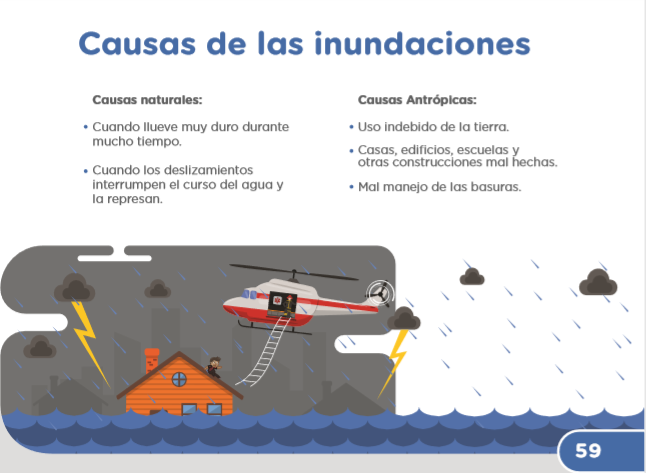 Causas de las inundaciones
Causas naturales:
• Cuando llueve muy duro durante
mucho tiempo.
• Cuando los deslizamientos
interrumpen el curso del agua y
la represan.
Causas Antrópicas:
• Uso indebido de la tierra.
• Casas, edificios, escuelas y
otras construcciones mal hechas.
• Mal manejo de las basuras.
59